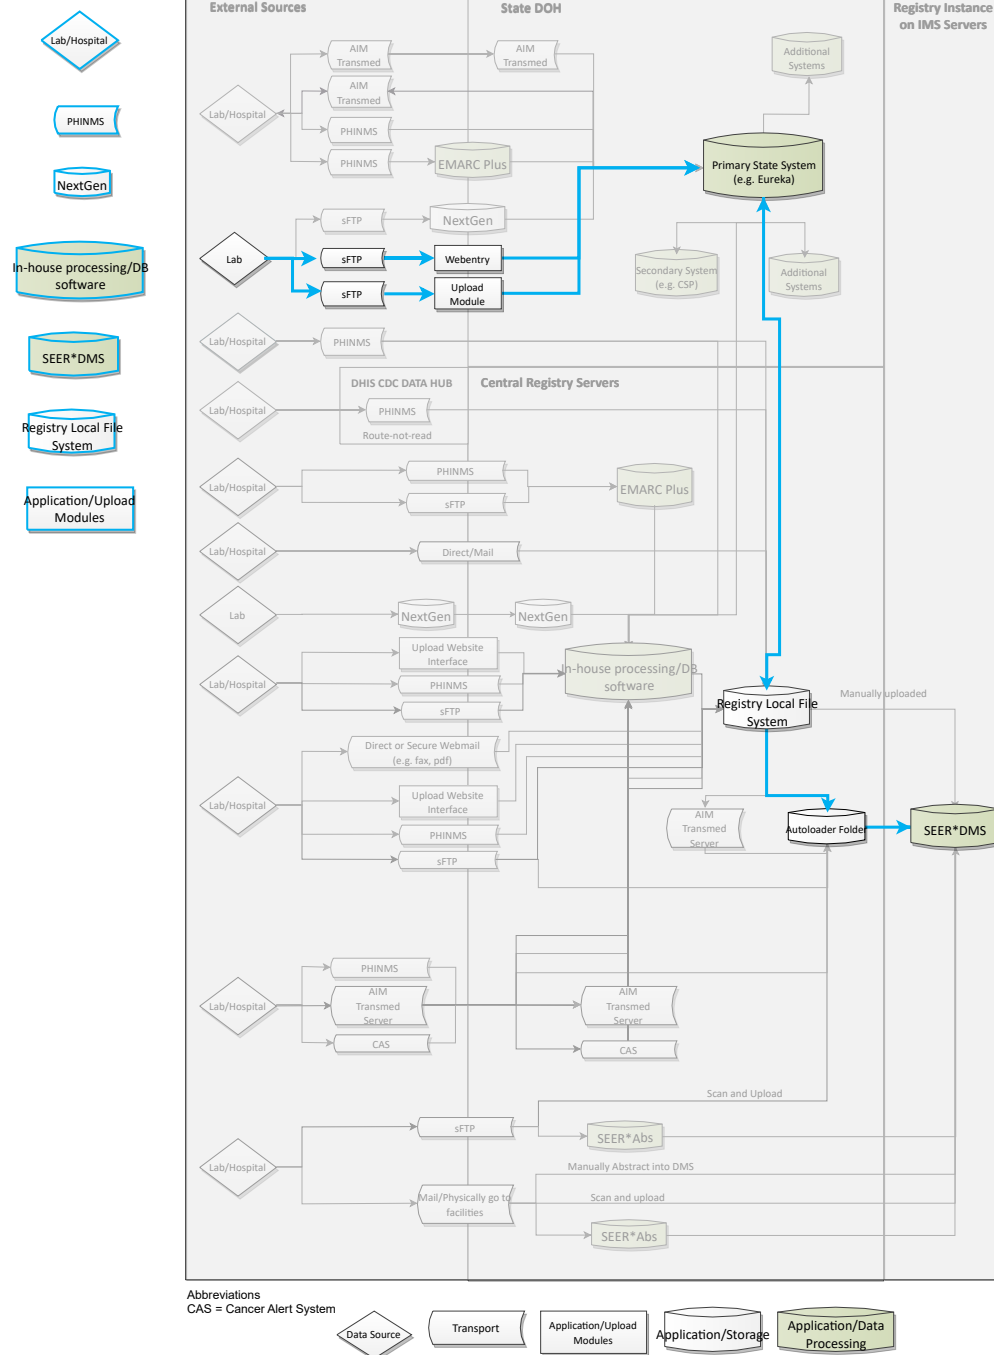 External Sources
State DOH
Registry Instance
on IMS Servers
Lab/Hospital
PHINMS
NextGen
In-house processing/DB
software
SEER*DMS
Registry Local File
System
Application/Upload
Modules
AIM
Transmed
AIM
Transmed
Additional
Systems
Lab/Hospital
AIM
Transmed
PHINMS
PHINMS
EMARC Plus
Primary State System
(e.g. Eureka)
sFTP
NextGen
Lab
sFTP
Webentry
Secondary System
(e.g. CSP)
Additional
Systems
sFTP
Upload
Module
Lab/Hospital
PHINMS
DHIS CDC DATA HUB
Central Registry Servers
Lab/Hospital
PHINMS
Route-not-read
Lab/Hospital
PHINMS
sFTP
EMARC Plus
Lab/Hospital
Direct/Mail
Lab
NextGen
NextGen
Lab/Hospital
Upload Website
Interface
PHINMS
sFTP
In-house processing/DB
software
Registry Local File
System
Manually uploaded
Direct or Secure Webmail
(e.g. fax, pdf)
Lab/Hospital
Upload Website
Interface
PHINMS
sFTP
AIM
Transmed
Server
Autoloader Folder
SEER*DMS
Lab/Hospital
PHINMS
AIM
Transmed
Server
CAS
AIM
Transmed
Server
CAS
Scan and Upload
sFTP
SEER*Abs
Lab/Hospital
Manually Abstract into DMS
Mail/Physically go to
facilities
Scan and upload
SEER*Abs
Abbreviations
CAS = Cancer Alert System
Data Source
Transport
Application/Upload
Modules
Application/Storage
Application/Data
Processing